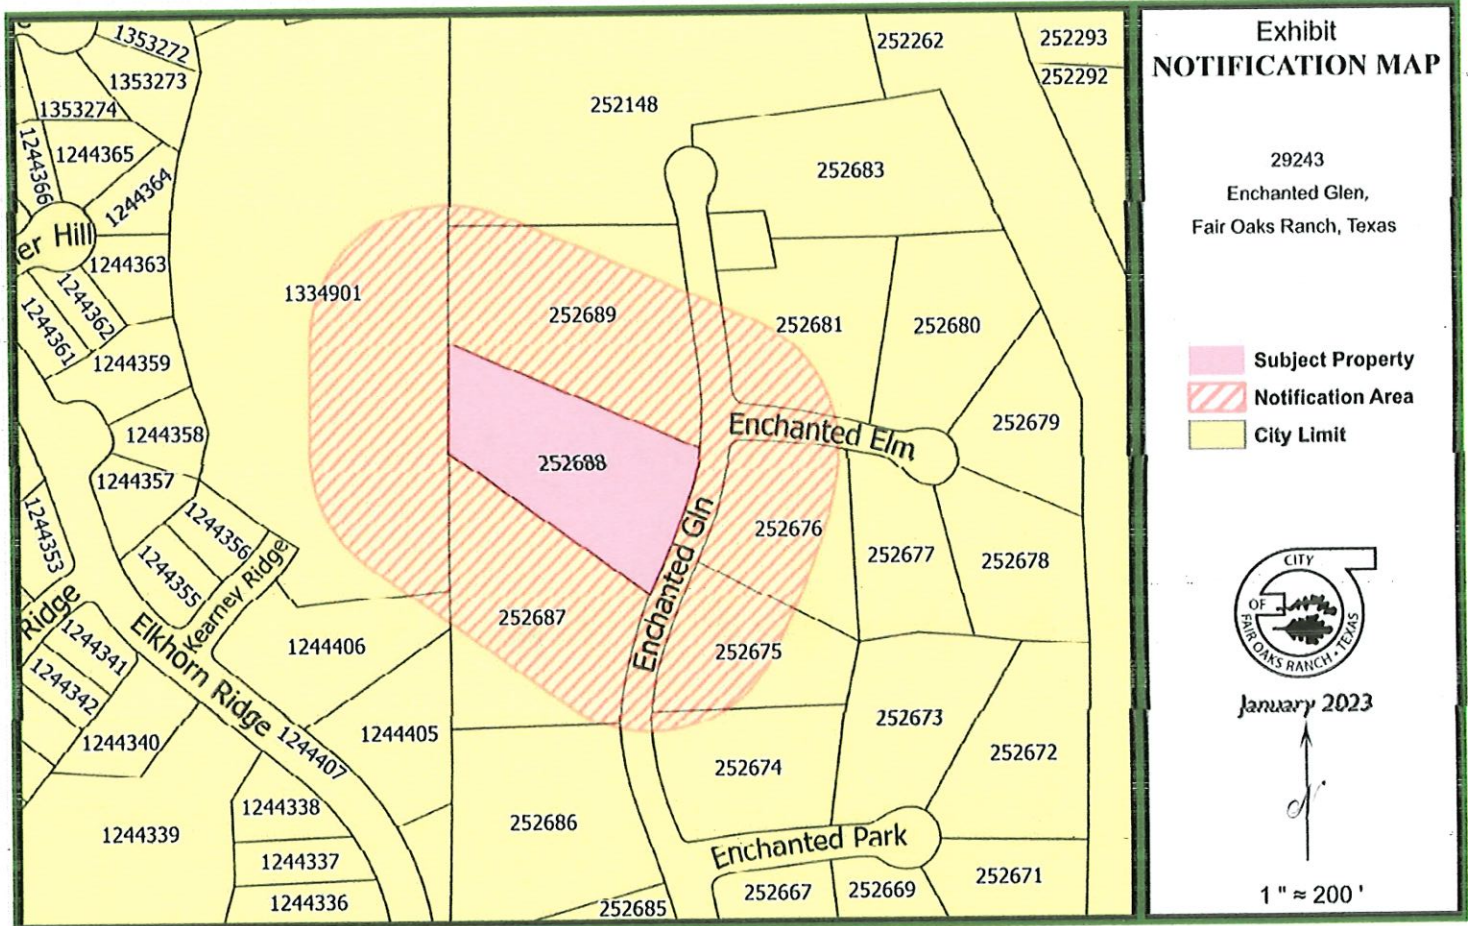 1353272
1353273
1353274
1244365
1244366
1244364
er Hill
1244363
1244362
1244361
1244359
1244358
1244357
1244353
1244356
1244355
Kearney Ridge
Ridge
Elkhorn Ridge
1244341
1244342
1244340
1244407
1244406
1244405
1244339
1244338
1244337
1244336
1334901
252148
252262
252293
252292
252683
252689
252681
252680
Enchanted Elm
252679
252688
Enchanted Gln
252676
252677
252678
252687
252675
252673
252674
252672
252686
Enchanted Park
252685
252667
252669
252671
Exhibit
NOTIFICATION MAP
29243
Enchanted Glen,
Fair Oaks Ranch, Texas
Subject Property
Notification Area
City Limit
CITY
OF
FAIR OAKS RANCH • TEXAS
January 2023
N
1 " ≈ 200 '